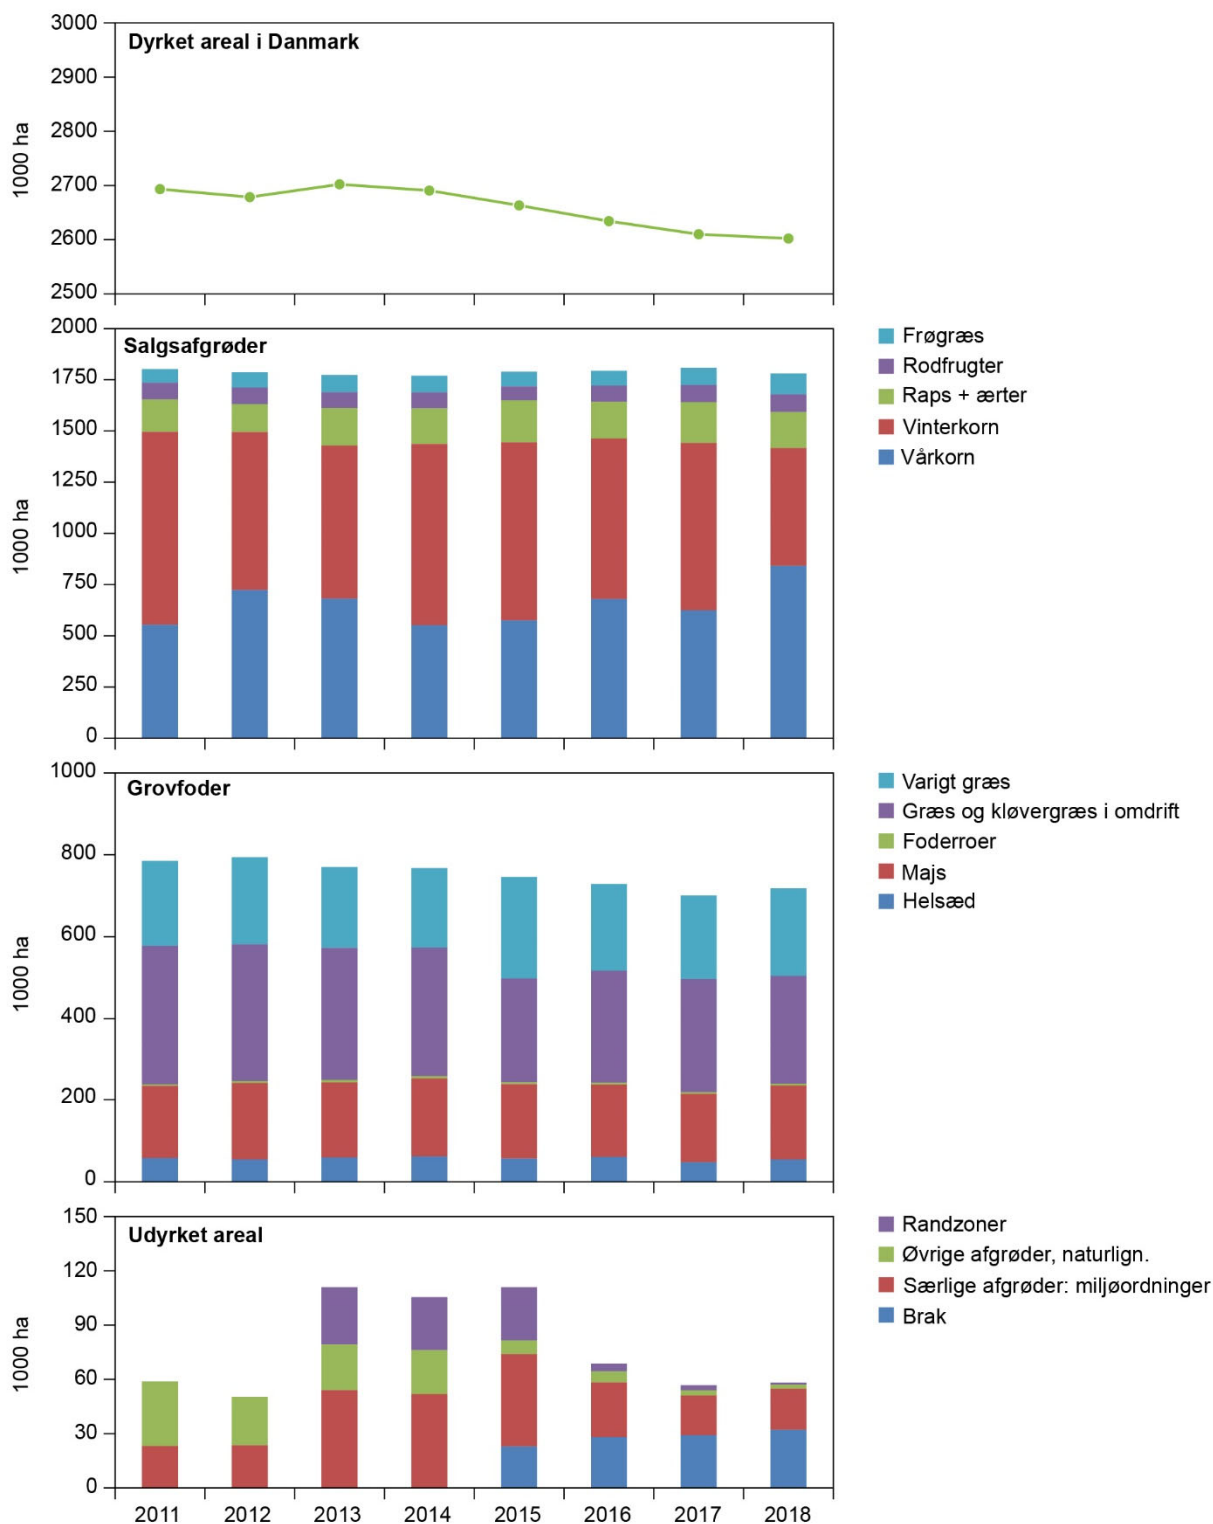 Dyrket areal i Danmark
3000
2900
2800
2700
2600
2500
1000 ha
Salgsafgrøder
2000
1750
1500
1250
1000
750
500
250
0
1000 ha
Frøgræs
Rodfrugter
Raps + ærter
Vinterkorn
Vårkorn
Grovfoder
1000
800
600
400
200
0
1000 ha
Varigt græs
Græs og kløvergræs i omdrift
Foderroer
Majs
Helsæd
Udyrket areal
150
120
90
60
30
0
1000 ha
Randzoner
Øvrige afgrøder, naturlign.
Særlige afgrøder: miljøordninger
Brak
2011 2012 2013 2014 2015 2016 2017 2018